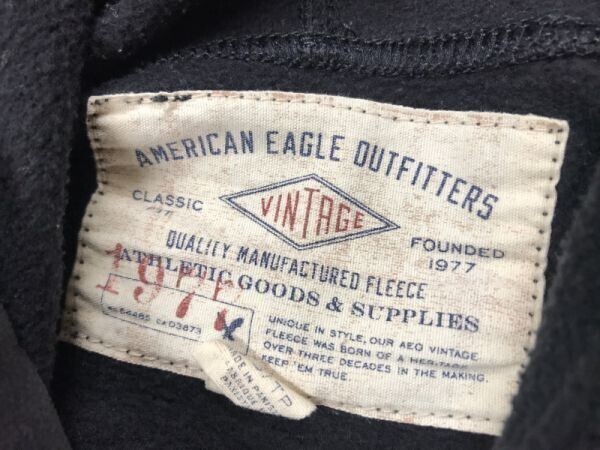 AMERICAN EAGLE OUTFITTERS
CLASSIC
VINTAGE
FOUNDED
1977
QUALITY MANUFACTURED FLEECE
ATHLETIC GOODS & SUPPLIES
UNIQUE IN STYLE, OUR AEO VINTAGE
FLEECE WAS BORN OF A HERITAGE
OVER THREE DECADES IN THE MAKING.
KEEP 'EM TRUE.